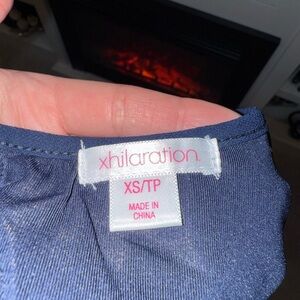 xhilaration.
XS/TP
MADE IN
CHINA